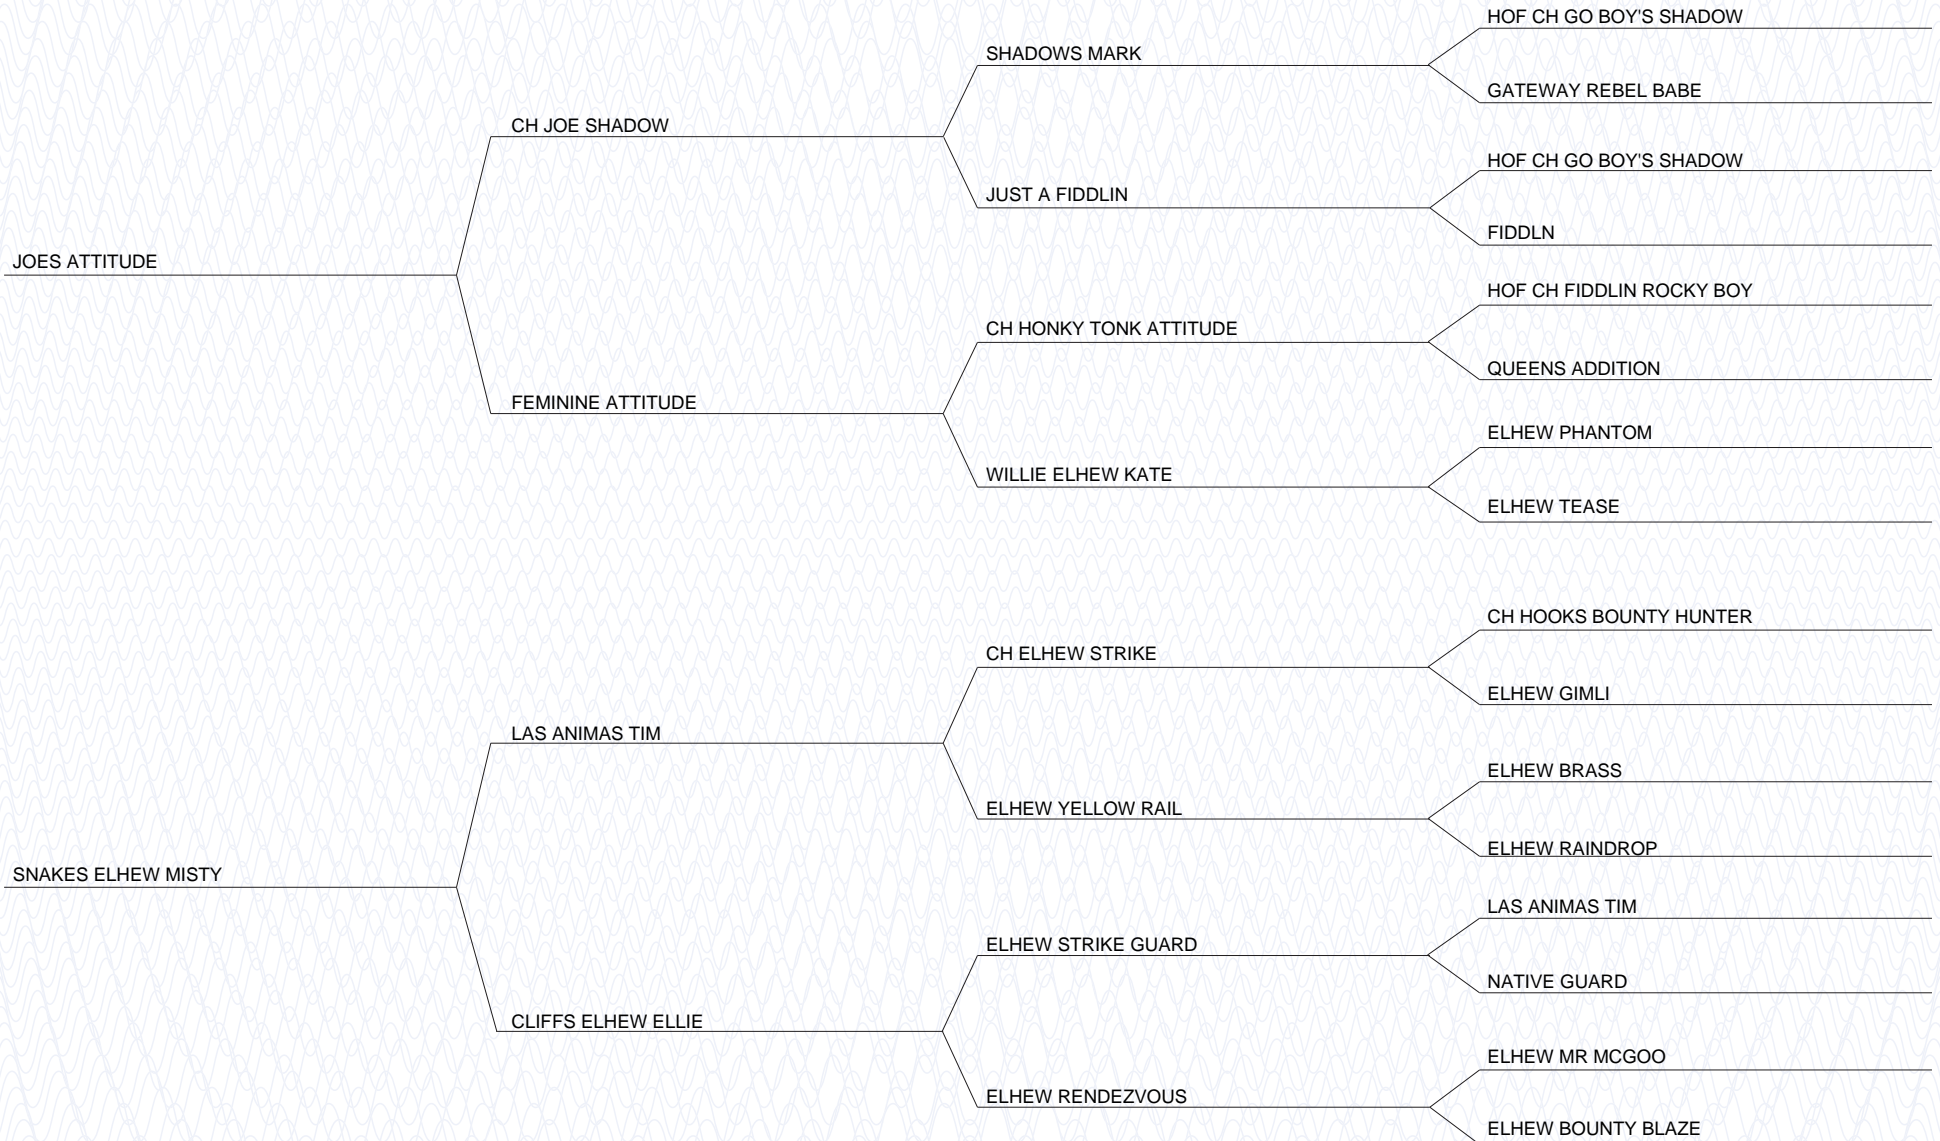 HOF CH GO BOY'S SHADOW
SHADOWS MARK
GATEWAY REBEL BABE
CH JOE SHADOW
HOF CH GO BOY'S SHADOW
JUST A FIDDLIN
FIDDLN
JOES ATTITUDE
HOF CH FIDDLIN ROCKY BOY
CH HONKY TONK ATTITUDE
QUEENS ADDITION
FEMININE ATTITUDE
ELHEW PHANTOM
WILLIE ELHEW KATE
ELHEW TEASE
CH HOOKS BOUNTY HUNTER
CH ELHEW STRIKE
ELHEW GIMLI
LAS ANIMAS TIM
ELHEW BRASS
ELHEW YELLOW RAIL
ELHEW RAINDROP
SNAKES ELHEW MISTY
LAS ANIMAS TIM
ELHEW STRIKE GUARD
NATIVE GUARD
CLIFFS ELHEW ELLIE
ELHEW MR MCGOO
ELHEW RENDEZVOUS
ELHEW BOUNTY BLAZE